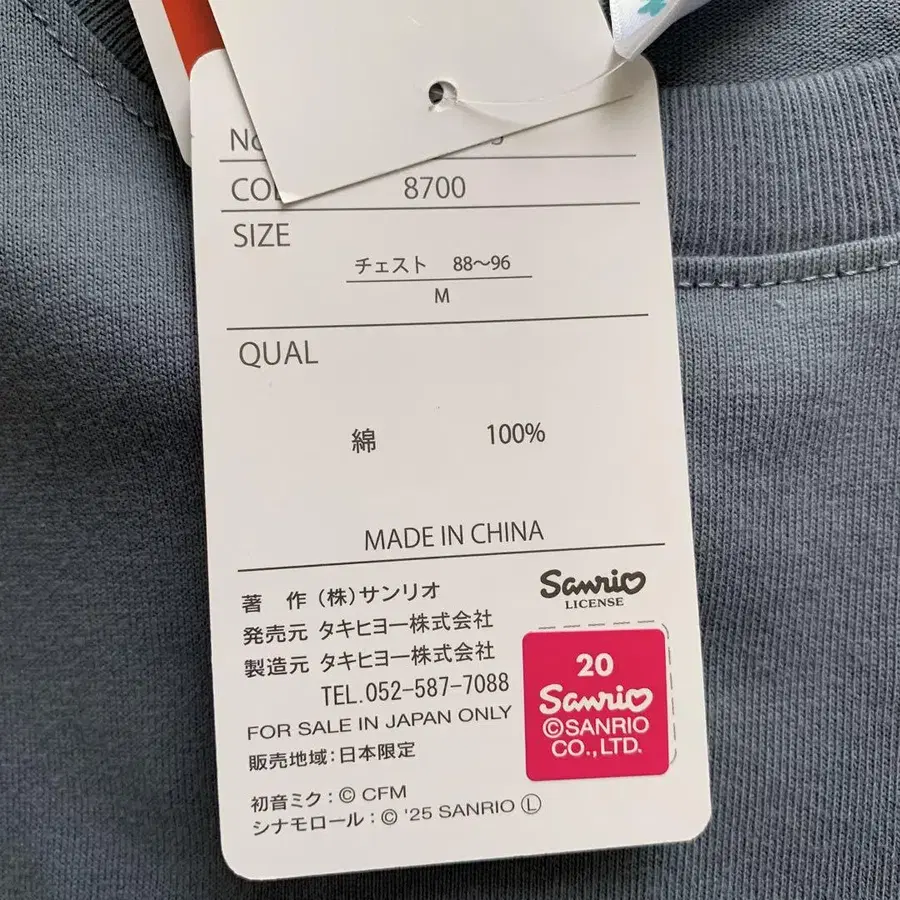 COL 8700
SIZE
チェスト 88～96
M
QUAL
綿 100%
MADE IN CHINA
Sanrio
LICENSE
著 作 (株)サンリオ
発売元 タキヒヨー株式会社
製造元 タキヒヨー株式会社
TEL.052-587-7088
FOR SALE IN JAPAN ONLY
販売地域:日本限定
20
Sanrio
©SANRIO
CO.,LTD.
初音ミク:© CFM
シナモロール:© '25 SANRIO Ⓛ